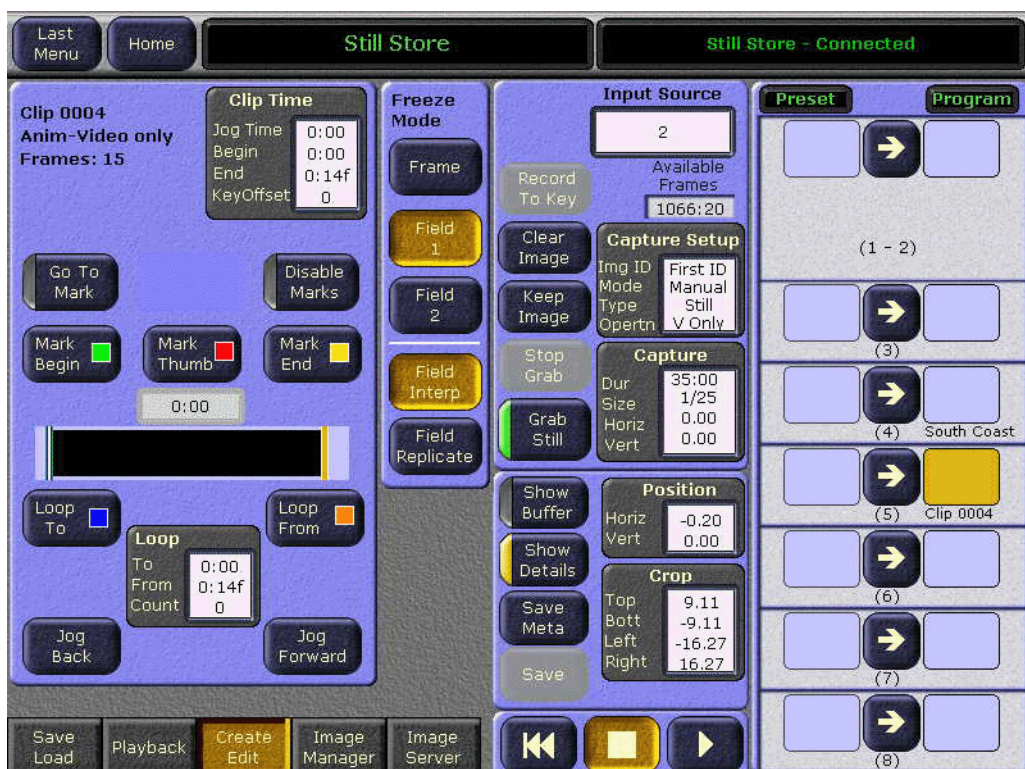 Last
Menu
Home
Still Store
Still Store - Connected
Clip 0004
Anim-Video only
Frames: 15
Clip Time
Jog Time 0:00
Begin 0:00
End 0:14f
KeyOffset 0
Go To
Mark
Disable
Marks
Mark
Begin
Mark
Thumb
Mark
End
0:00
Loop
To
Loop
From
Loop
To 0:00
From 0:14f
Count 0
Jog
Back
Jog
Forward
Freeze
Mode
Frame
Field
1
Field
2
Field
Interp
Field
Replicate
Input Source
2
Available
Frames
1066:20
Record
To Key
Clear
Image
Keep
Image
Stop
Grab
Grab
Still
Capture Setup
Img ID First ID
Mode Manual
Type Still
Opertn V Only
Capture
Dur 35:00
Size 1/25
Horiz 0.00
Vert 0.00
Show
Buffer
Show
Details
Save
Meta
Save
Position
Horiz -0.20
Vert 0.00
Crop
Top 9.11
Bott -9.11
Left -16.27
Right 16.27
Preset
Program
(1 - 2)
(3)
(4) South Coast
(5) Clip 0004
(6)
(7)
(8)
Save
Load
Playback
Create
Edit
Image
Manager
Image
Server